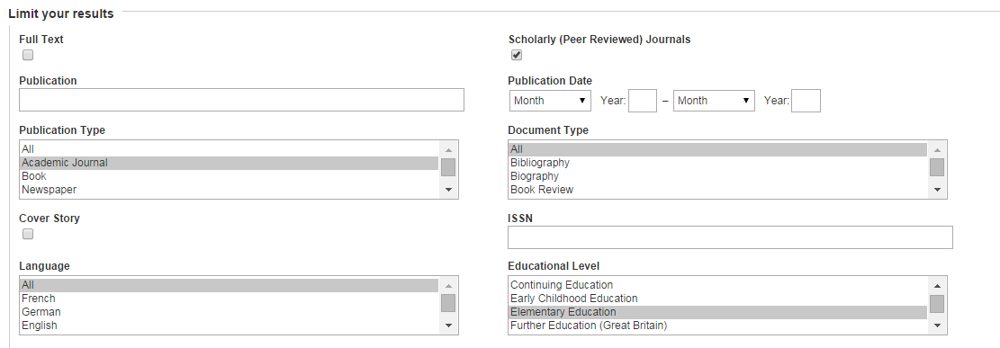 Limit your results
Full Text
Scholarly (Peer Reviewed) Journals
Publication
Publication Date
Month Year: – Month Year:
Publication Type
All
Academic Journal
Book
Newspaper
Document Type
All
Bibliography
Biography
Book Review
Cover Story
ISSN
Language
All
French
German
English
Educational Level
Continuing Education
Early Childhood Education
Elementary Education
Further Education (Great Britain)